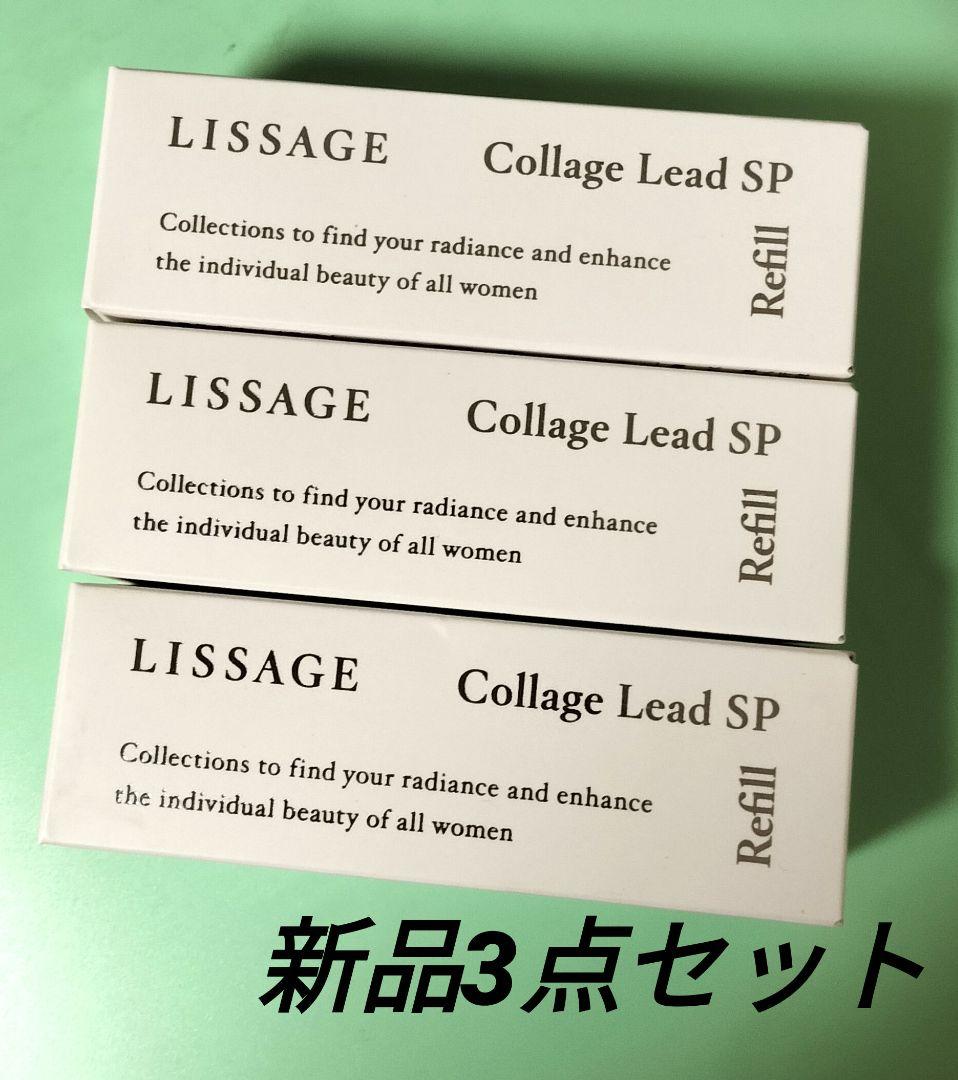 LISSAGE Collage Lead SP
Collections to find your radiance and enhance
the individual beauty of all women
Refill
LISSAGE Collage Lead SP
Collections to find your radiance and enhance
the individual beauty of all women
Refill
LISSAGE Collage Lead SP
Collections to find your radiance and enhance
the individual beauty of all women
Refill
新品3点セット